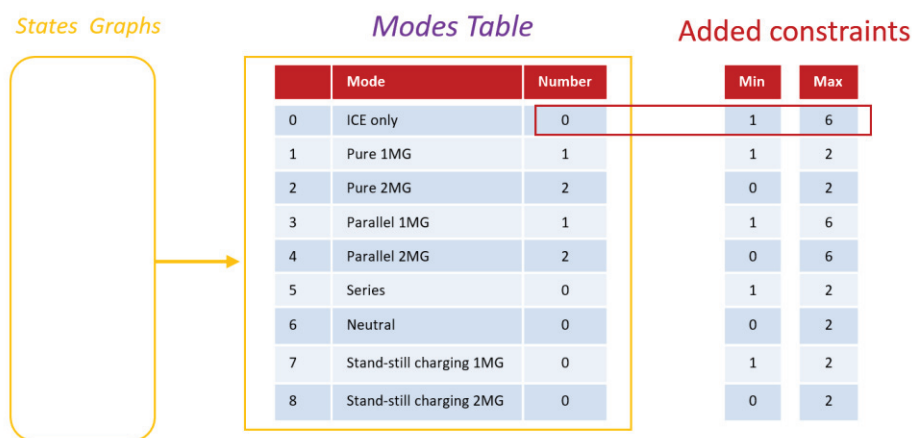 States Graphs
Modes Table
Added constraints
Mode Number Min Max
0 ICE only 0 1 6
1 Pure 1MG 1 1 2
2 Pure 2MG 2 0 2
3 Parallel 1MG 1 1 6
4 Parallel 2MG 2 0 6
5 Series 0 1 2
6 Neutral 0 0 2
7 Stand-still charging 1MG 0 1 2
8 Stand-still charging 2MG 0 0 2